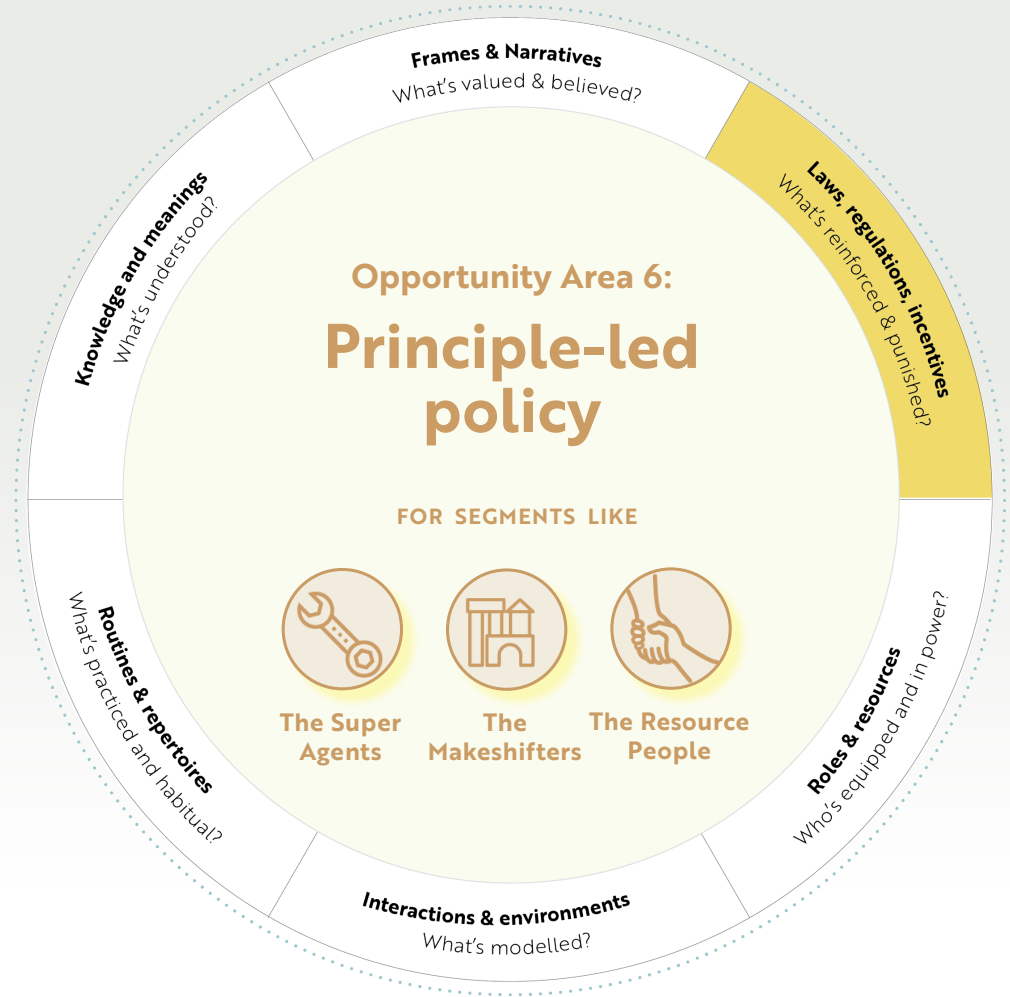 Frames & Narratives
What's valued & believed?
Laws, regulations, incentives
What's reinforced & punished?
Knowledge and meanings
What's understood?
Opportunity Area 6:
Principle-led
policy
FOR SEGMENTS LIKE
The Super
Agents
The
Makeshifters
The Resource
People
Roles & resources
Who's equipped and in power?
Routines & repertoires
What's practiced and habitual?
Interactions & environments
What's modelled?